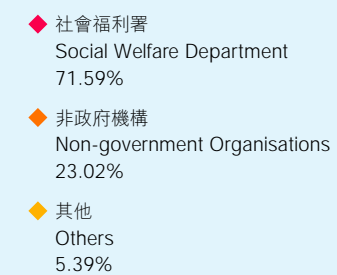 社會福利署
Social Welfare Department
71.59%
非政府機構
Non-government Organisations
23.02%
其他
Others
5.39%